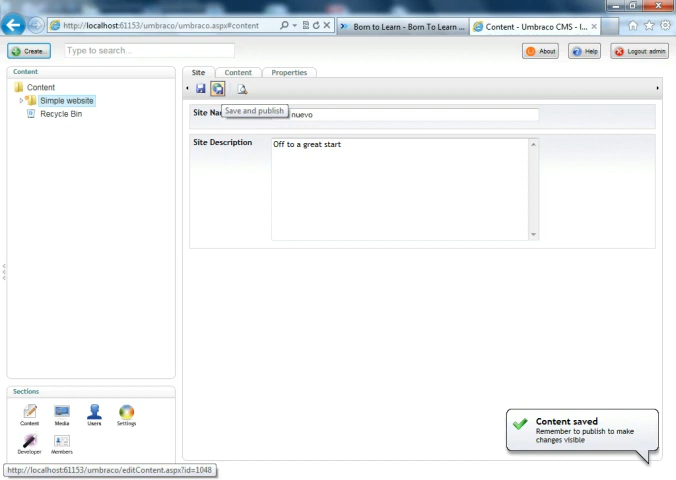 http://localhost:61153/umbraco/umbraco.aspx#content
Born to Learn - Born To Learn ...
Content - Umbraco CMS - l...
Create...
Type to search...
About
Help
Logout: admin
Content
Content
Simple website
Recycle Bin
Site
Content
Properties
Save and publish
Site Na
nuevo
Site Description
Off to a great start
Sections
Content
Media
Users
Settings
Developer
Members
Content saved
Remember to publish to make
changes visible
http://localhost:61153/umbraco/editContent.aspx?id=1048